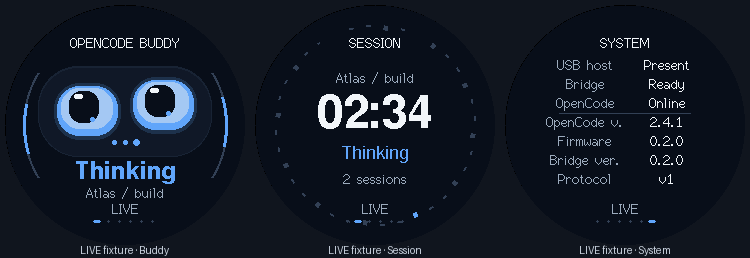 OPENCODE BUDDY
Thinking
Atlas / build
LIVE
LIVE fixture · Buddy
SESSION
Atlas / build
02:34
Thinking
2 sessions
LIVE
LIVE fixture · Session
SYSTEM
USB host Present
Bridge Ready
OpenCode Online
OpenCode v. 2.4.1
Firmware 0.2.0
Bridge ver. 0.2.0
Protocol v1
LIVE
LIVE fixture · System